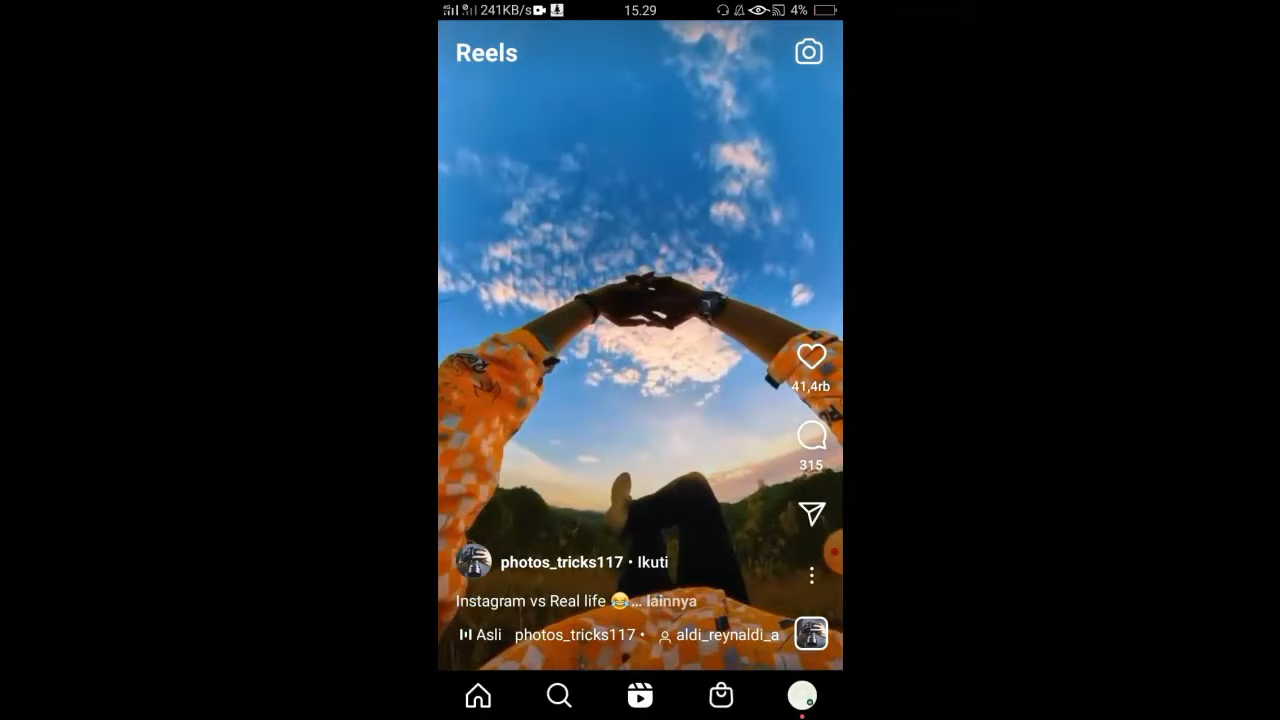 241KB/s 15.29 4%
Reels
41,4rb
315
photos_tricks117 • Ikuti
Instagram vs Real life 😂... lainnya
Asli photos_tricks117 • aldi_reynaldi_a